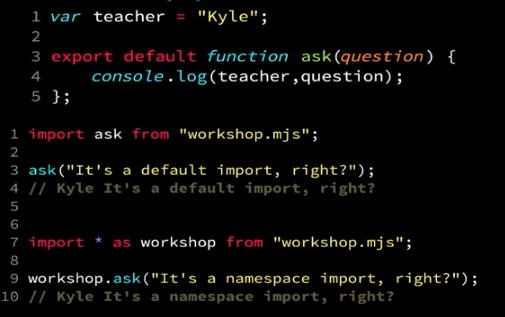 1 var teacher = "Kyle";
2
3 export default function ask(question) {
4     console.log(teacher,question);
5 };
1 import ask from "workshop.mjs";
2
3 ask("It's a default import, right?");
4 // Kyle It's a default import, right?
5
6
7 import * as workshop from "workshop.mjs";
8
9 workshop.ask("It's a namespace import, right?");
10 // Kyle It's a namespace import, right?